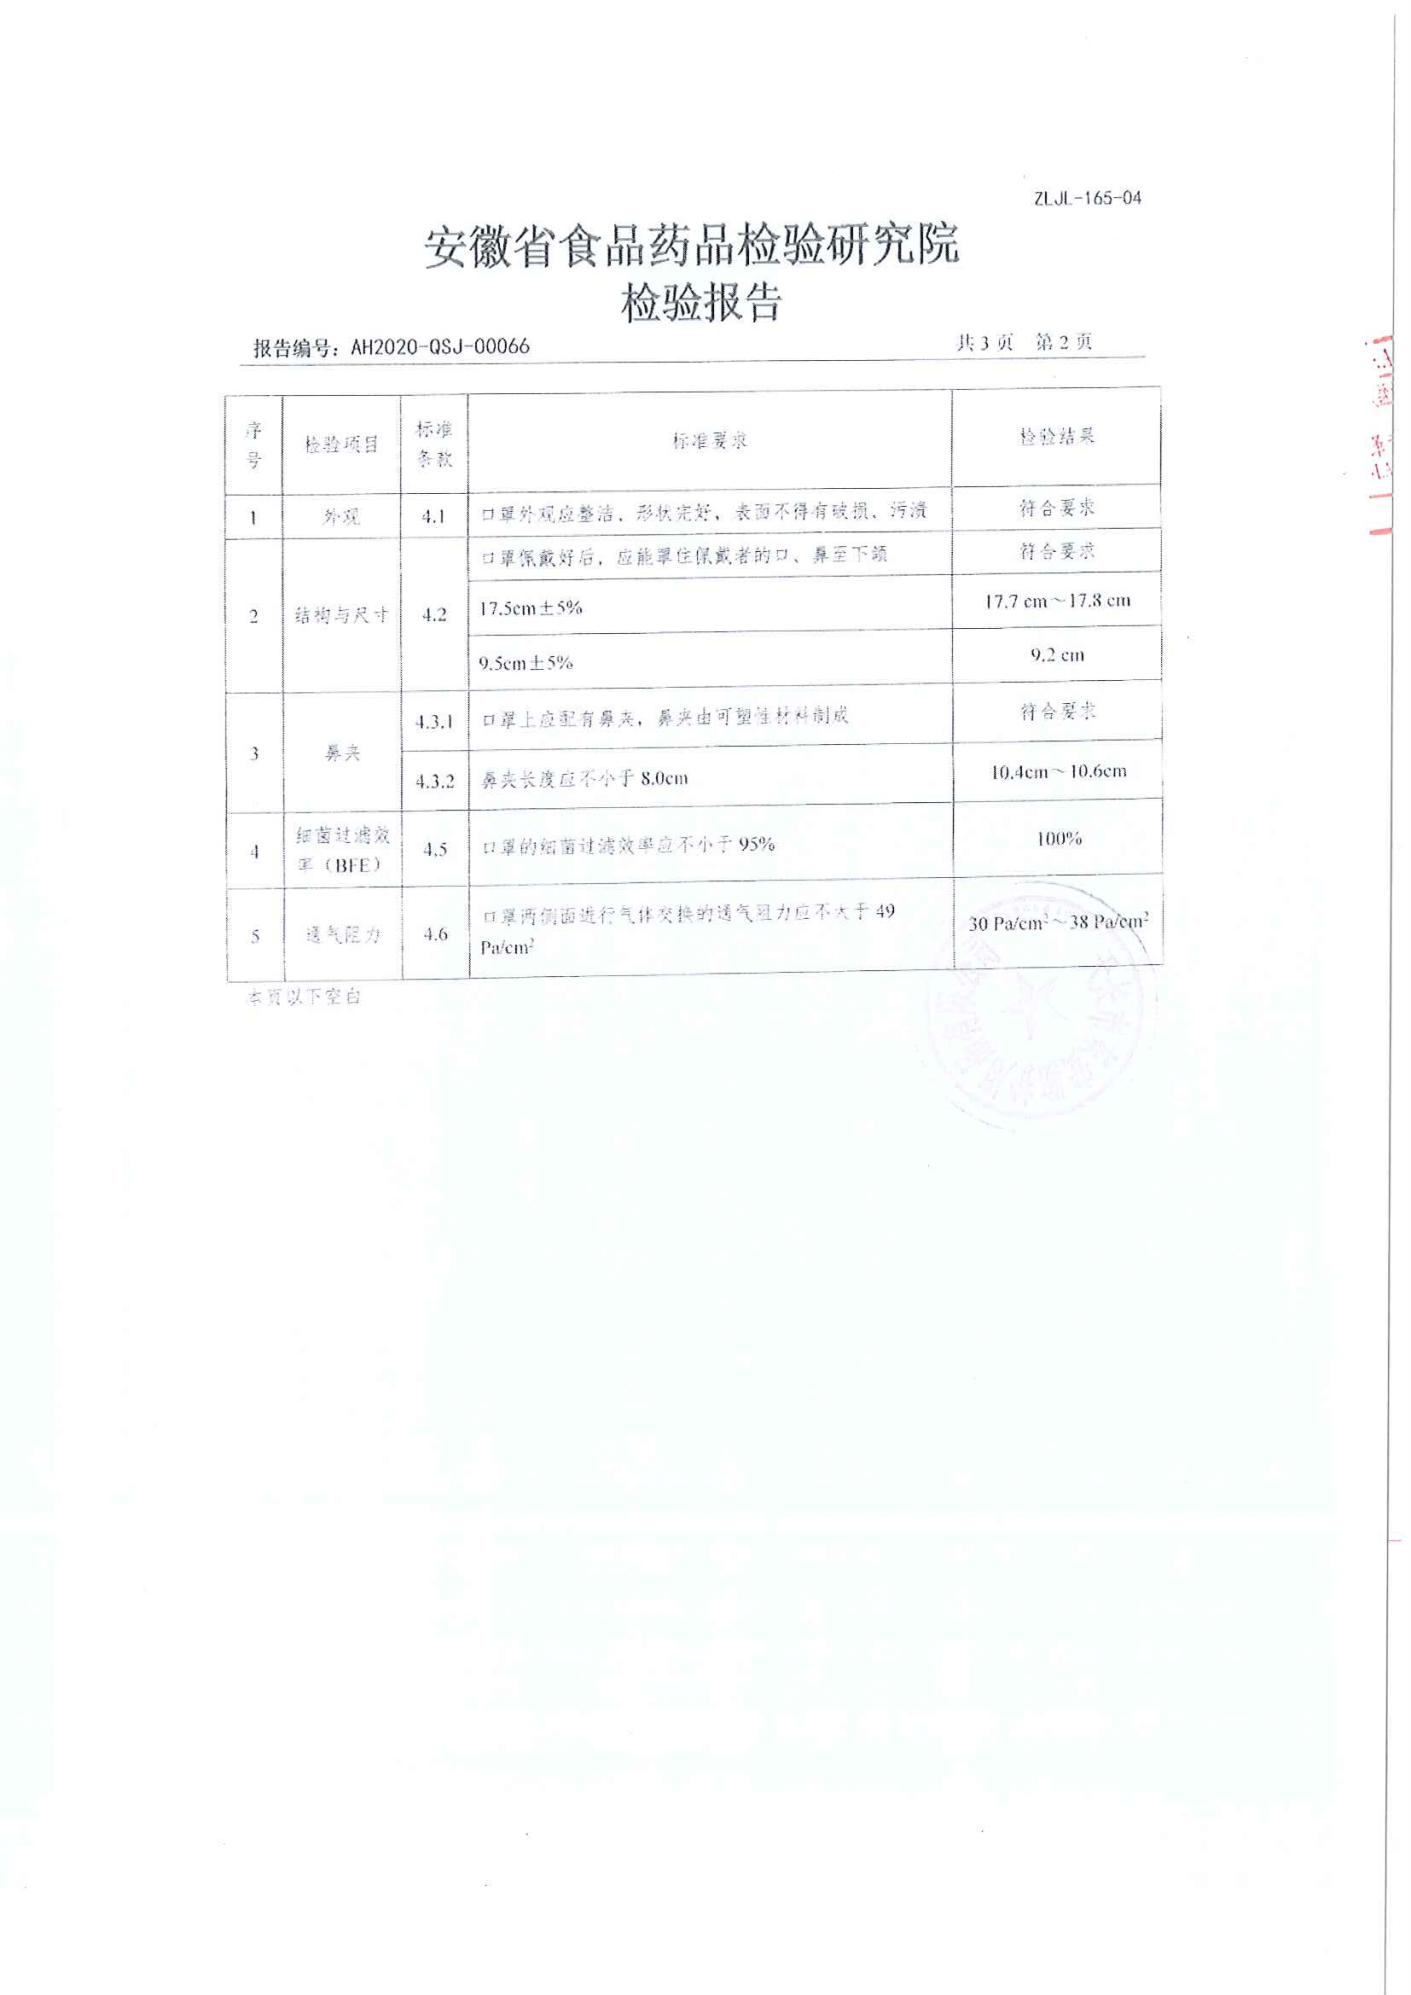 ZLJL-165-04
安徽省食品药品检验研究院
检验报告
报告编号：AH2020-QSJ-00066 共3页 第2页
序号 检验项目 标准条款 标准要求 检验结果
1 外观 4.1 口罩外观应整洁、形状完好，表面不得有破损、污渍 符合要求
2 结构与尺寸 4.2 口罩佩戴好后，应能罩住佩戴者的口、鼻至下颌 符合要求
17.5cm±5% 17.7 cm～17.8 cm
9.5cm±5% 9.2 cm
3 鼻夹 4.3.1 口罩上应配有鼻夹，鼻夹由可塑性材料制成 符合要求
4.3.2 鼻夹长度应不小于 8.0cm 10.4cm～10.6cm
4 细菌过滤效率（BFE） 4.5 口罩的细菌过滤效率应不小于 95% 100%
5 通气阻力 4.6 口罩两侧面进行气体交换的通气阻力应不大于 49
Pa/cm² 30 Pa/cm²～38 Pa/cm²
本页以下空白